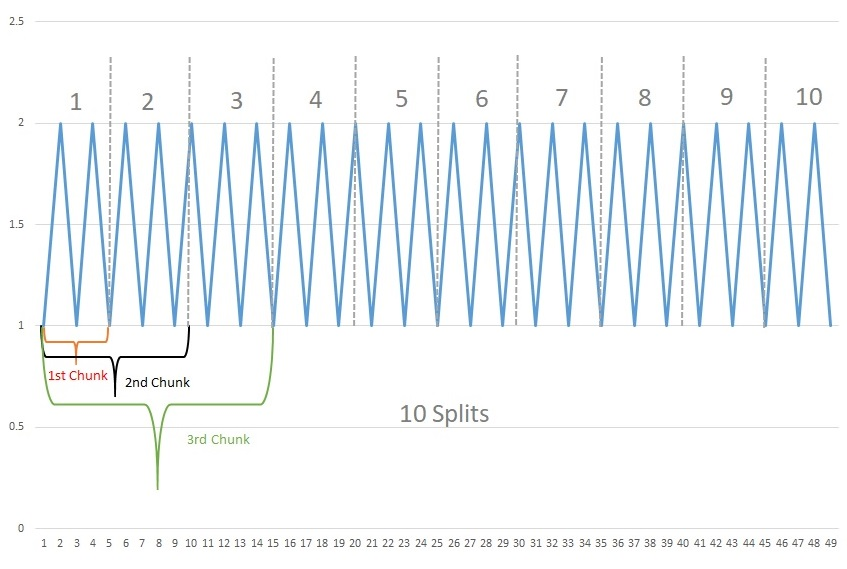 2.5
1 2 3 4 5 6 7 8 9 10
2
1.5
1
1st Chunk
2nd Chunk
10 Splits
0.5
3rd Chunk
0
1 2 3 4 5 6 7 8 9 10 11 12 13 14 15 16 17 18 19 20 21 22 23 24 25 26 27 28 29 30 31 32 33 34 35 36 37 38 39 40 41 42 43 44 45 46 47 48 49